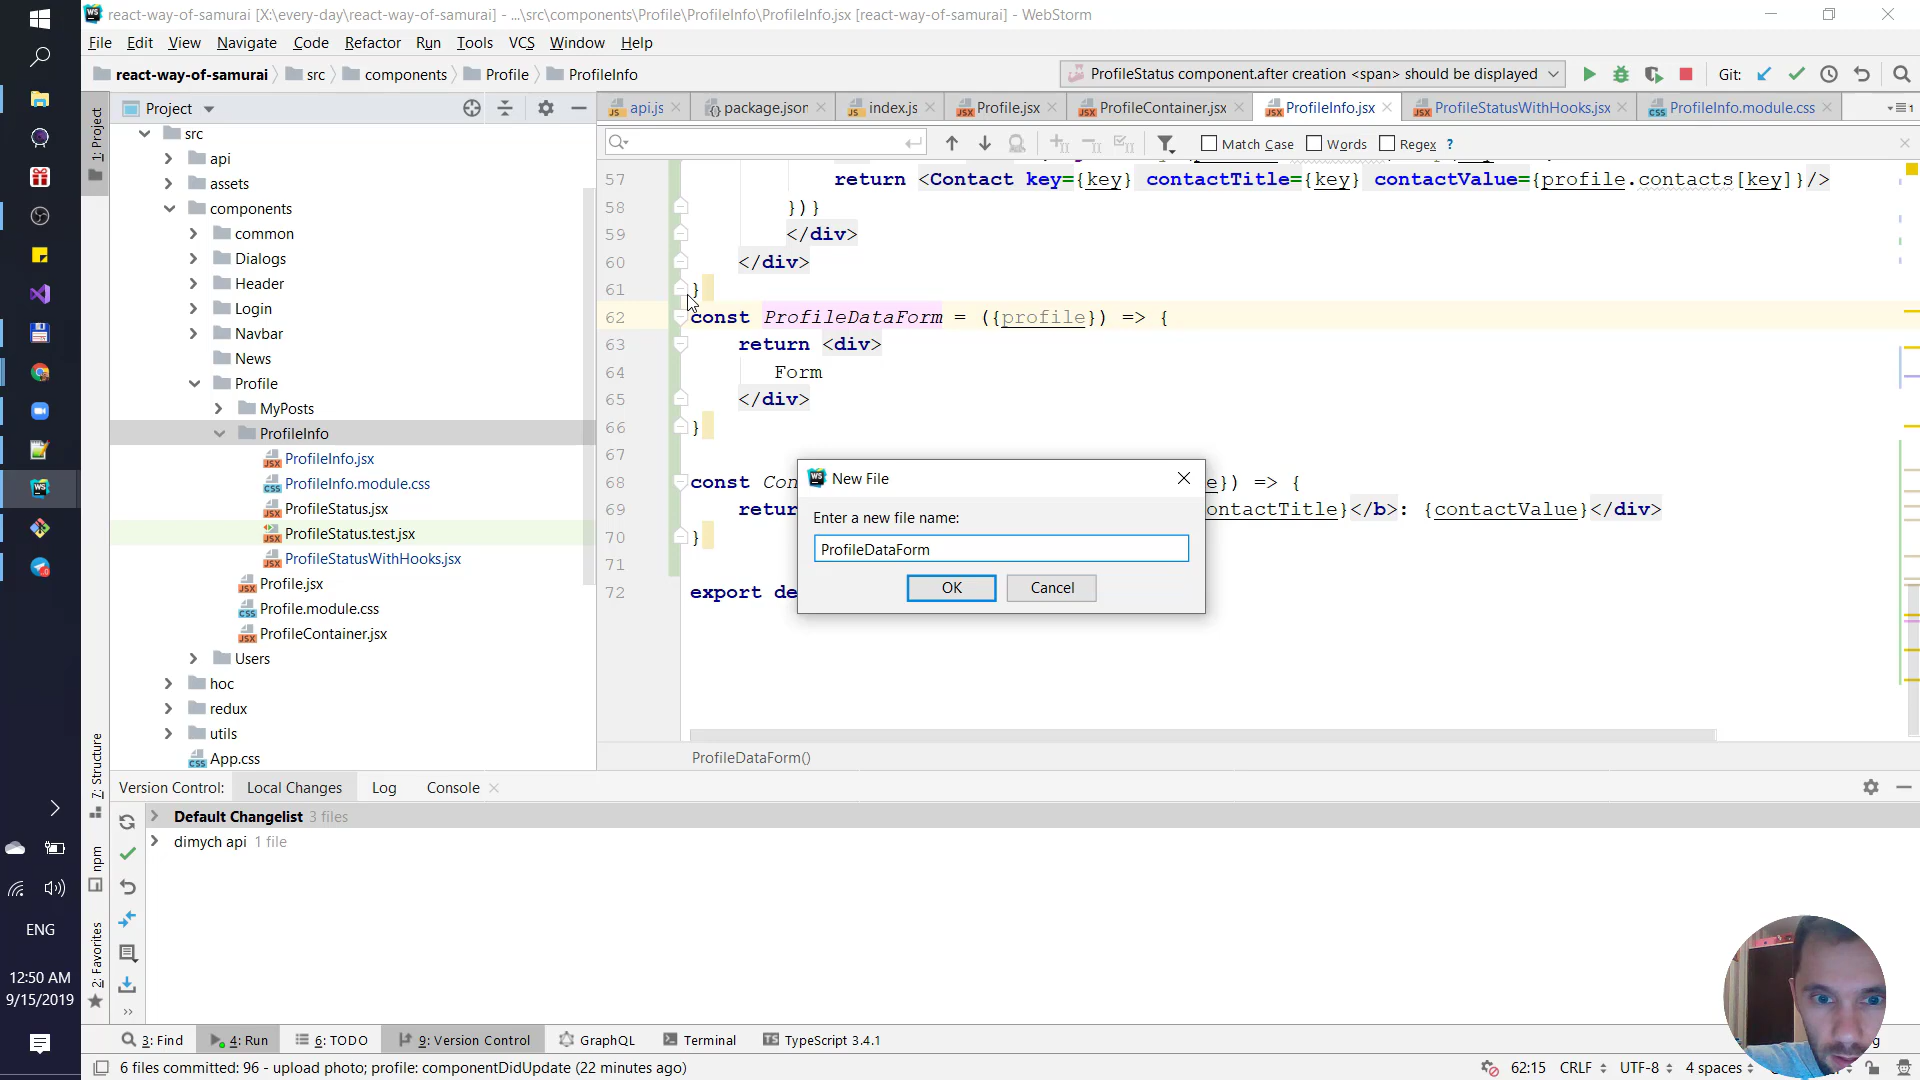 react-way-of-samurai [X:\every-day\react-way-of-samurai] - ...\src\components\Profile\ProfileInfo\ProfileInfo.jsx [react-way-of-samurai] - WebStorm
File Edit View Navigate Code Refactor Run Tools VCS Window Help
react-way-of-samurai src components Profile ProfileInfo
ProfileStatus component.after creation <span> should be displayed
Git:
1: Project
Project
api.js package.json index.js Profile.jsx ProfileContainer.jsx ProfileInfo.jsx ProfileStatusWithHooks.jsx ProfileInfo.module.css
Match Case Words Regex ?
src
api
assets
components
common
Dialogs
Header
Login
Navbar
News
Profile
MyPosts
ProfileInfo
ProfileInfo.jsx
ProfileInfo.module.css
ProfileStatus.jsx
ProfileStatus.test.jsx
ProfileStatusWithHooks.jsx
Profile.jsx
Profile.module.css
ProfileContainer.jsx
Users
hoc
redux
utils
App.css
57 return <Contact key={key} contactTitle={key} contactValue={profile.contacts[key]}/>
58 })}
59 </div>
60 </div>
61 }
62 const ProfileDataForm = ({profile}) => {
63 return <div>
64 Form
65 </div>
66 }
67
68 const Con e}) => {
69 retur ontactTitle}</b>: {contactValue}</div>
70 }
71
72 export de
New File
Enter a new file name:
ProfileDataForm
OK Cancel
ProfileDataForm()
7: Structure
npm
2: Favorites
Version Control: Local Changes Log Console
Default Changelist 3 files
dimych api 1 file
3: Find 4: Run 6: TODO 9: Version Control GraphQL Terminal TypeScript 3.4.1
6 files committed: 96 - upload photo; profile: componentDidUpdate (22 minutes ago)
62:15 CRLF UTF-8 4 spaces
ENG
12:50 AM
9/15/2019